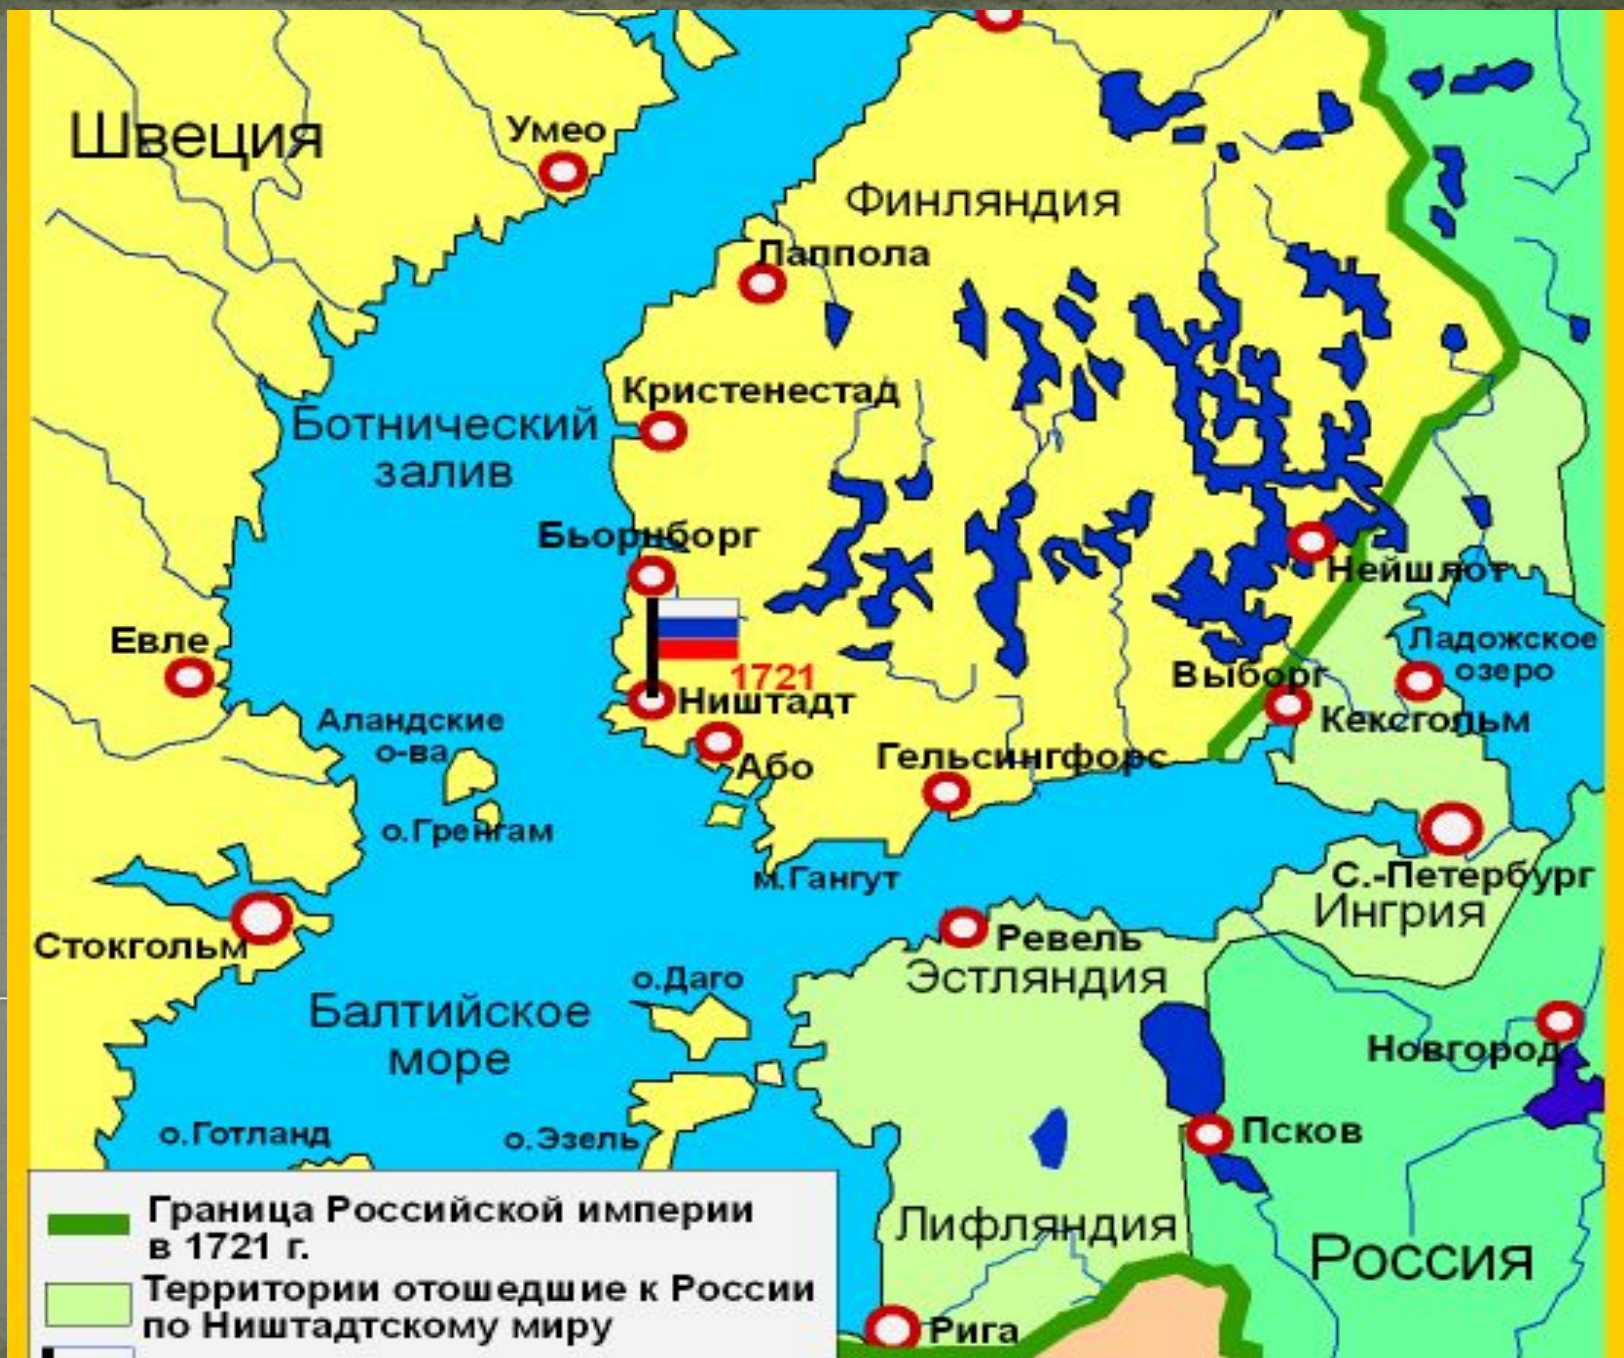 Швеция
Умео
Финляндия
Лаппола
Кристенестад
Ботнический
залив
Бьорнборг
Нейшлот
Евле
Ладожское
озеро
1721
Выборг
Ништадт
Кексгольм
Аландские
о-ва
Або
Гельсингфорс
о.Гренгам
м.Гангут
С.-Петербург
Ингрия
Стокгольм
Ревель
Эстляндия
о.Даго
Балтийское
море
Новгород
о.Готланд
о.Эзель
Псков
Лифляндия
Россия
Рига
Граница Российской империи
в 1721 г.
Территории отошедшие к России
по Ништадтскому миру